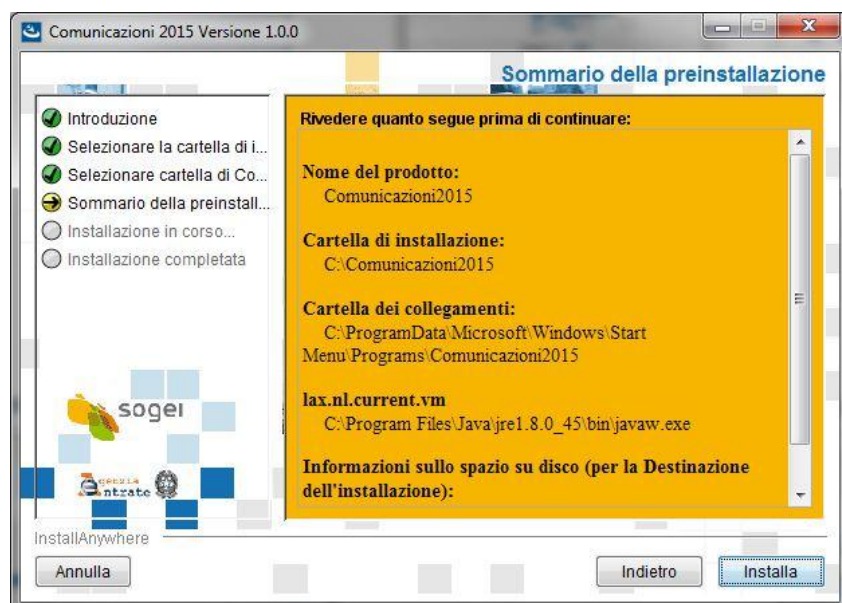 Comunicazioni 2015 Versione 1.0.0
Sommario della preinstallazione
Introduzione
Selezionare la cartella di i...
Selezionare cartella di Co...
Sommario della preinstall...
Installazione in corso...
Installazione completata
sogei
agenzia
entrate
Rivedere quanto segue prima di continuare:
Nome del prodotto:
Comunicazioni2015
Cartella di installazione:
C:\Comunicazioni2015
Cartella dei collegamenti:
C:\ProgramData\Microsoft\Windows\Start
Menu\Programs\Comunicazioni2015
lax.nl.current.vm
C:\Program Files\Java\jre1.8.0_45\bin\javaw.exe
Informazioni sullo spazio su disco (per la Destinazione
dell'installazione):
InstallAnywhere
Annulla
Indietro
Installa